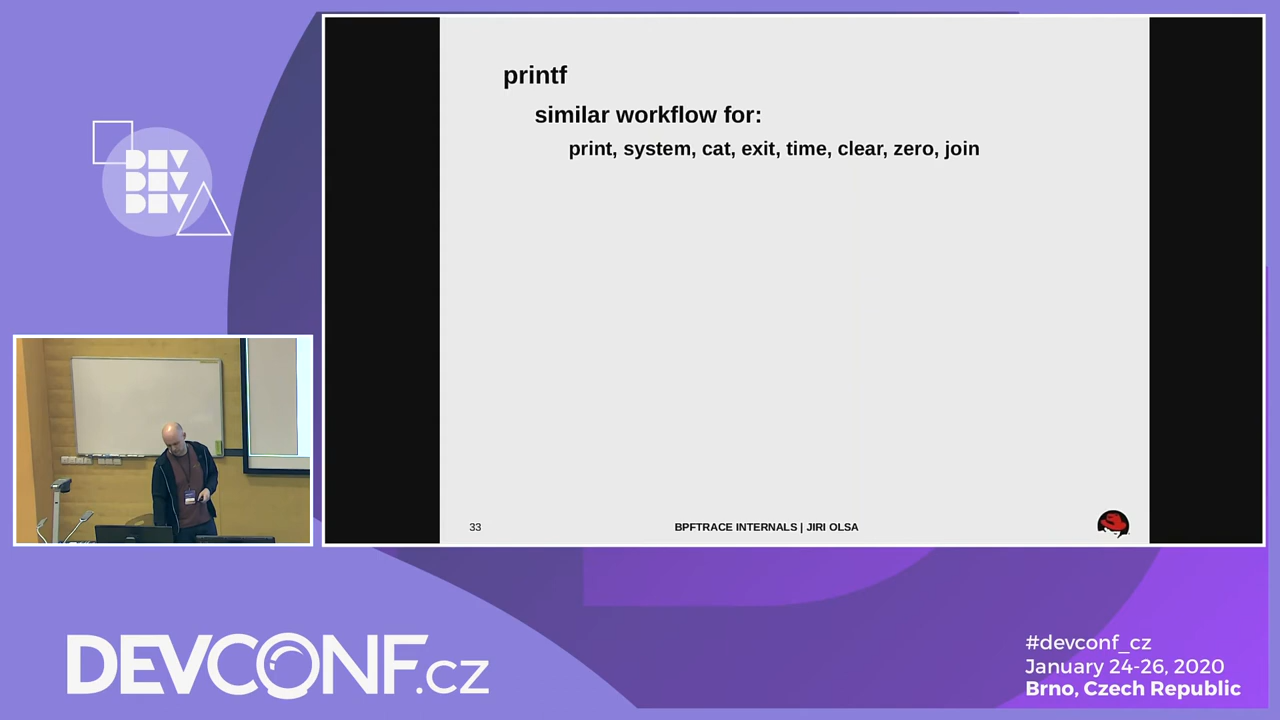 DEV
DEV
DEV
printf
similar workflow for:
print, system, cat, exit, time, clear, zero, join
33
BPFTRACE INTERNALS | JIRI OLSA
DEVCONF.cz
#devconf_cz
January 24-26, 2020
Brno, Czech Republic